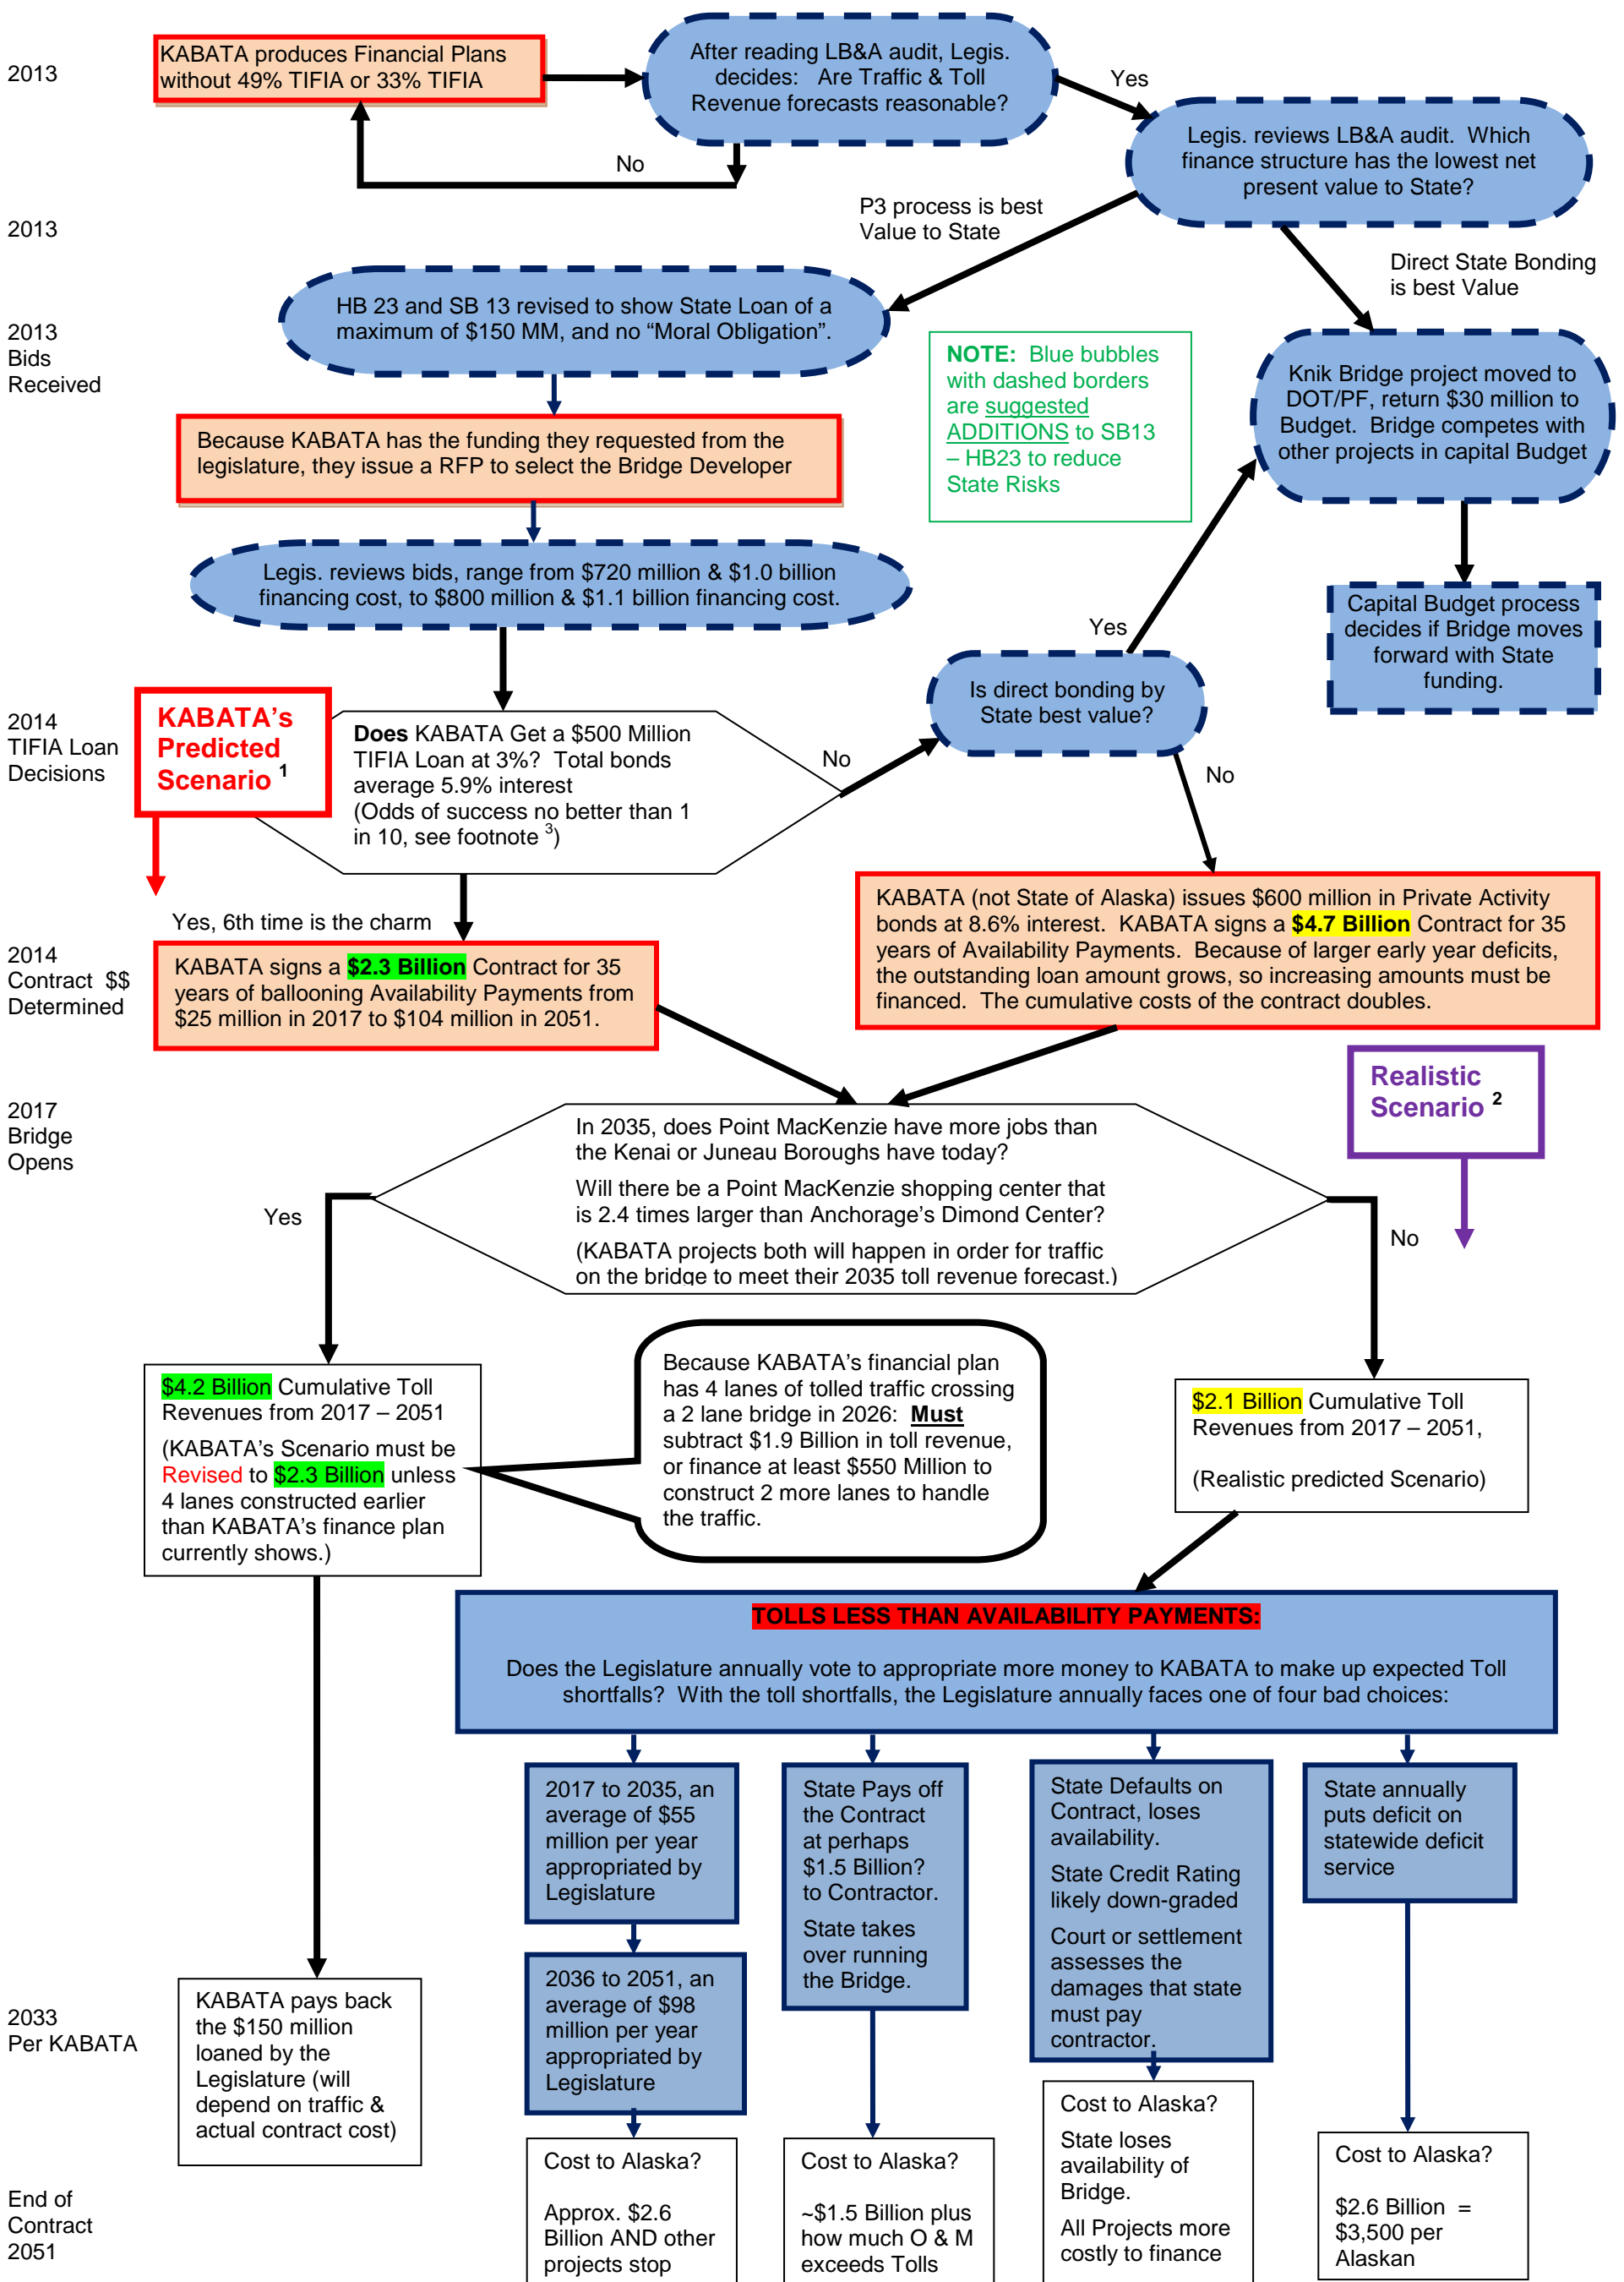 2013
KABATA produces Financial Plans
without 49% TIFIA or 33% TIFIA
After reading LB&A audit, Legis.
decides:   Are Traffic & Toll
Revenue forecasts reasonable?
Yes
No
Legis. reviews LB&A audit.  Which
finance structure has the lowest net
present value to State?
2013
P3 process is best
Value to State
Direct State Bonding
is best Value
2013
Bids
Received
HB 23 and SB 13 revised to show State Loan of a
maximum of $150 MM, and no “Moral Obligation”.
NOTE:  Blue bubbles
with dashed borders
are suggested
ADDITIONS to SB13
– HB23 to reduce
State Risks
Knik Bridge project moved to
DOT/PF, return $30 million to
Budget.  Bridge competes with
other projects in capital Budget
Because KABATA has the funding they requested from the
legislature, they issue a RFP to select the Bridge Developer
Legis. reviews bids, range from $720 million & $1.0 billion
financing cost, to $800 million & $1.1 billion financing cost.
Capital Budget process
decides if Bridge moves
forward with State
funding.
Yes
Is direct bonding by
State best value?
2014
TIFIA Loan
Decisions
KABATA’s
Predicted
Scenario 1
Does KABATA Get a $500 Million
TIFIA Loan at 3%?  Total bonds
average 5.9% interest
(Odds of success no better than 1
in 10, see footnote 3)
No
No
Yes, 6th time is the charm
2014
Contract  $$
Determined
KABATA signs a $2.3 Billion Contract for 35
years of ballooning Availability Payments from
$25 million in 2017 to $104 million in 2051.
KABATA (not State of Alaska) issues $600 million in Private Activity
bonds at 8.6% interest.  KABATA signs a $4.7 Billion Contract for 35
years of Availability Payments.  Because of larger early year deficits,
the outstanding loan amount grows, so increasing amounts must be
financed.  The cumulative costs of the contract doubles.
Realistic
Scenario 2
2017
Bridge
Opens
In 2035, does Point MacKenzie have more jobs than
the Kenai or Juneau Boroughs have today?
Will there be a Point MacKenzie shopping center that
is 2.4 times larger than Anchorage’s Dimond Center?
(KABATA projects both will happen in order for traffic
on the bridge to meet their 2035 toll revenue forecast.)
Yes
No
$4.2 Billion Cumulative Toll
Revenues from 2017 – 2051
(KABATA’s Scenario must be
Revised to $2.3 Billion unless
4 lanes constructed earlier
than KABATA’s finance plan
currently shows.)
Because KABATA’s financial plan
has 4 lanes of tolled traffic crossing
a 2 lane bridge in 2026:  Must
subtract $1.9 Billion in toll revenue,
or finance at least $550 Million to
construct 2 more lanes to handle
the traffic.
$2.1 Billion Cumulative Toll
Revenues from 2017 – 2051,
(Realistic predicted Scenario)
TOLLS LESS THAN AVAILABILITY PAYMENTS:
Does the Legislature annually vote to appropriate more money to KABATA to make up expected Toll
shortfalls?  With the toll shortfalls, the Legislature annually faces one of four bad choices:
2017 to 2035, an
average of $55
million per year
appropriated by
Legislature
State Pays off
the Contract
at perhaps
$1.5 Billion?
to Contractor.
State takes
over running
the Bridge.
State Defaults on
Contract, loses
availability.
State Credit Rating
likely down-graded
Court or settlement
assesses the
damages that state
must pay
contractor.
State annually
puts deficit on
statewide deficit
service
2036 to 2051, an
average of $98
million per year
appropriated by
Legislature
2033
Per KABATA
KABATA pays back
the $150 million
loaned by the
Legislature (will
depend on traffic &
actual contract cost)
End of
Contract
2051
Cost to Alaska?
Approx. $2.6
Billion AND other
projects stop
Cost to Alaska?
~$1.5 Billion plus
how much O & M
exceeds Tolls
Cost to Alaska?
State loses
availability of
Bridge.
All Projects more
costly to finance
Cost to Alaska?
$2.6 Billion  =
$3,500 per
Alaskan